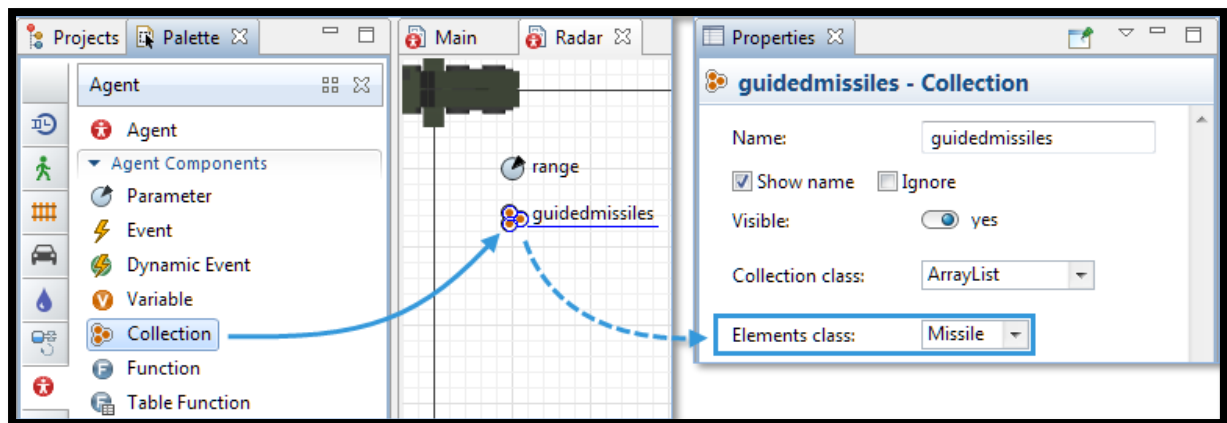 Projects Palette
Agent
Agent
Agent Components
Parameter
Event
Dynamic Event
Variable
Collection
Function
Table Function
Main Radar
range
guidedmissiles
Properties
guidedmissiles - Collection
Name: guidedmissiles
Show name Ignore
Visible: yes
Collection class: ArrayList
Elements class: Missile